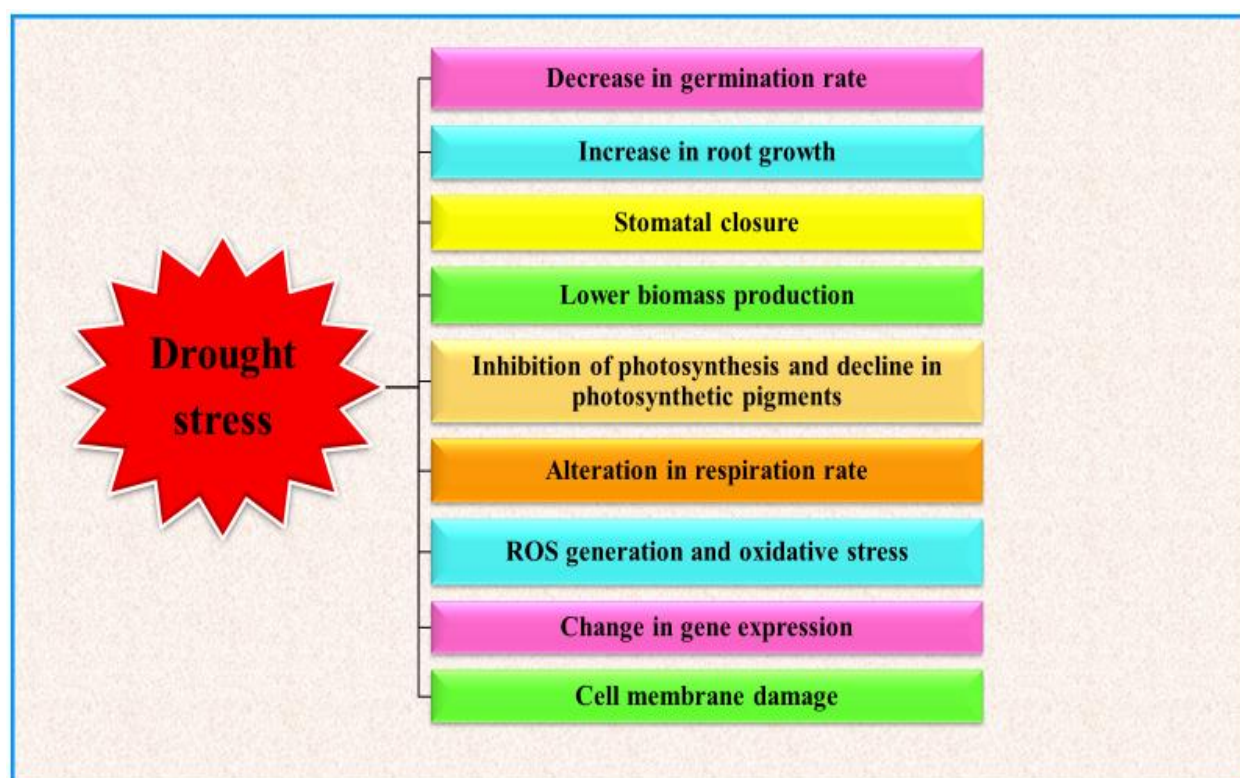 Drought
stress
Decrease in germination rate
Increase in root growth
Stomatal closure
Lower biomass production
Inhibition of photosynthesis and decline in
photosynthetic pigments
Alteration in respiration rate
ROS generation and oxidative stress
Change in gene expression
Cell membrane damage